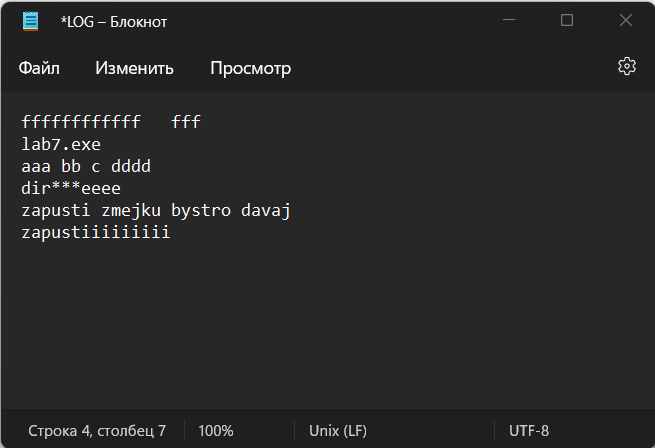 *LOG – Блокнот
Файл Изменить Просмотр
ffffffffffff   fff
lab7.exe
aaa bb c dddd
dir***eeee
zapusti zmejku bystro davaj
zapustiiiiiiiii
Строка 4, столбец 7 100% Unix (LF) UTF-8